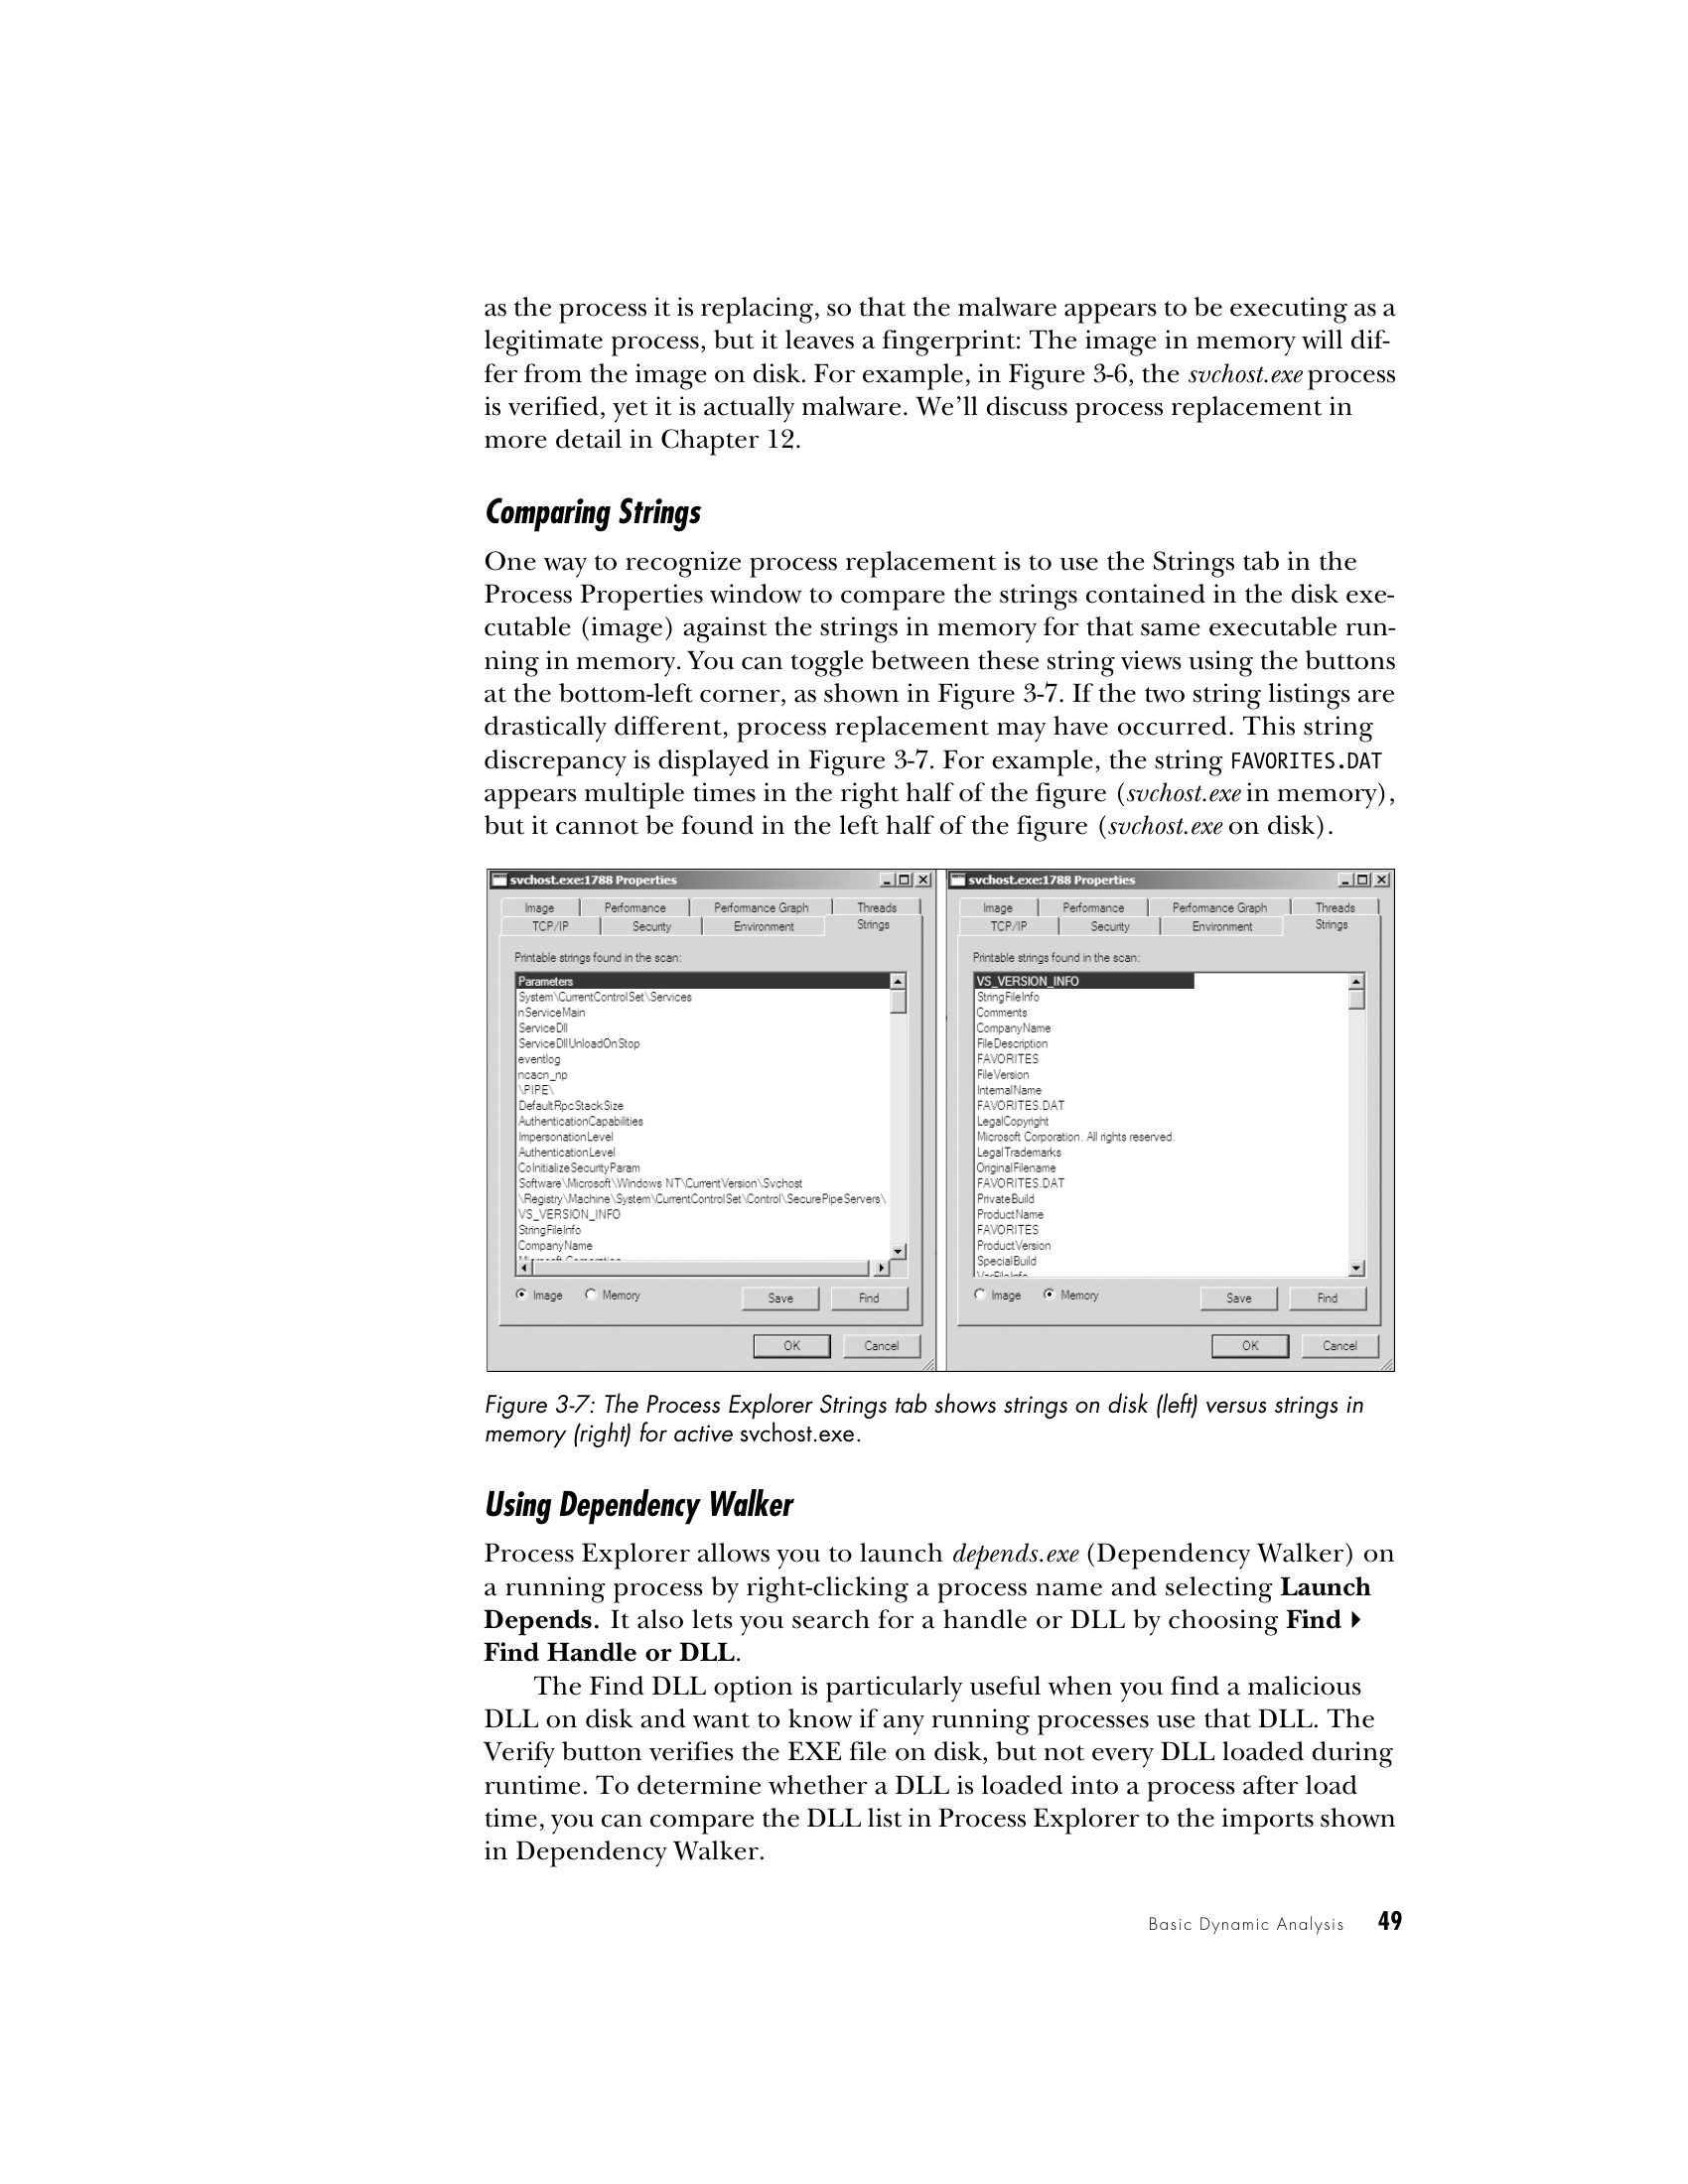 as the process it is replacing, so that the malware appears to be executing as a
legitimate process, but it leaves a fingerprint: The image in memory will dif-
fer from the image on disk. For example, in Figure 3-6, the svchost.exe process
is verified, yet it is actually malware. We’ll discuss process replacement in
more detail in Chapter 12.
Comparing Strings
One way to recognize process replacement is to use the Strings tab in the
Process Properties window to compare the strings contained in the disk exe-
cutable (image) against the strings in memory for that same executable run-
ning in memory. You can toggle between these string views using the buttons
at the bottom-left corner, as shown in Figure 3-7. If the two string listings are
drastically different, process replacement may have occurred. This string
discrepancy is displayed in Figure 3-7. For example, the string FAVORITES.DAT
appears multiple times in the right half of the figure (svchost.exe in memory),
but it cannot be found in the left half of the figure (svchost.exe on disk).
svchost.exe:1788 Properties
Image Performance Performance Graph Threads
TCP/IP Security Environment Strings
Printable strings found in the scan:
Parameters
System\CurrentControlSet\Services
nServiceMain
ServiceDll
ServiceDllUnloadOnStop
eventlog
ncacn_np
\PIPE\
DefaultRpcStackSize
AuthenticationCapabilities
ImpersonationLevel
AuthenticationLevel
CoInitializeSecurityParam
Software\Microsoft\Windows NT\CurrentVersion\Svchost
\Registry\Machine\System\CurrentControlSet\Control\SecurePipeServers\
VS_VERSION_INFO
StringFileInfo
CompanyName
Microsoft Corporation
Image Memory Save Find
OK Cancel
svchost.exe:1788 Properties
Image Performance Performance Graph Threads
TCP/IP Security Environment Strings
Printable strings found in the scan:
VS_VERSION_INFO
StringFileInfo
Comments
CompanyName
FileDescription
FAVORITES
FileVersion
InternalName
FAVORITES.DAT
LegalCopyright
Microsoft Corporation. All rights reserved.
LegalTrademarks
OriginalFilename
FAVORITES.DAT
PrivateBuild
ProductName
FAVORITES
ProductVersion
SpecialBuild
VarFileInfo
Image Memory Save Find
OK Cancel
Figure 3-7: The Process Explorer Strings tab shows strings on disk (left) versus strings in
memory (right) for active svchost.exe.
Using Dependency Walker
Process Explorer allows you to launch depends.exe (Dependency Walker) on
a running process by right-clicking a process name and selecting Launch
Depends. It also lets you search for a handle or DLL by choosing Find ▸
Find Handle or DLL.
The Find DLL option is particularly useful when you find a malicious
DLL on disk and want to know if any running processes use that DLL. The
Verify button verifies the EXE file on disk, but not every DLL loaded during
runtime. To determine whether a DLL is loaded into a process after load
time, you can compare the DLL list in Process Explorer to the imports shown
in Dependency Walker.
Basic Dynamic Analysis 49